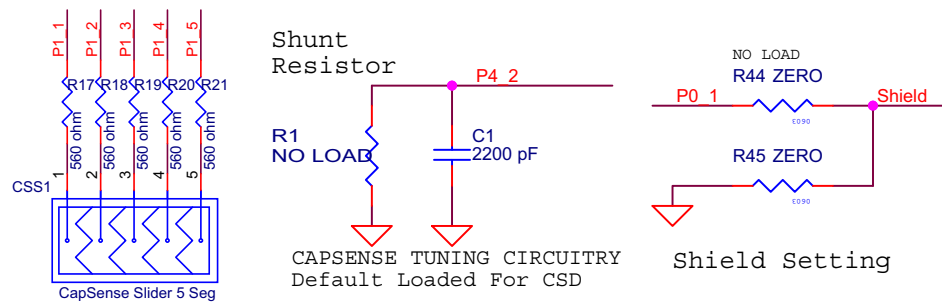 P1_1
P1_2
P1_3
P1_4
P1_5
R17
R18
R19
R20
R21
560 ohm
560 ohm
560 ohm
560 ohm
560 ohm
1
2
3
4
5
CSS1
CapSense Slider 5 Seg
Shunt
Resistor
P4_2
R1
NO LOAD
C1
2200 pF
CAPSENSE TUNING CIRCUITRY
Default Loaded For CSD
NO LOAD
R44 ZERO
P0_1
Shield
0603
R45 ZERO
0603
Shield Setting